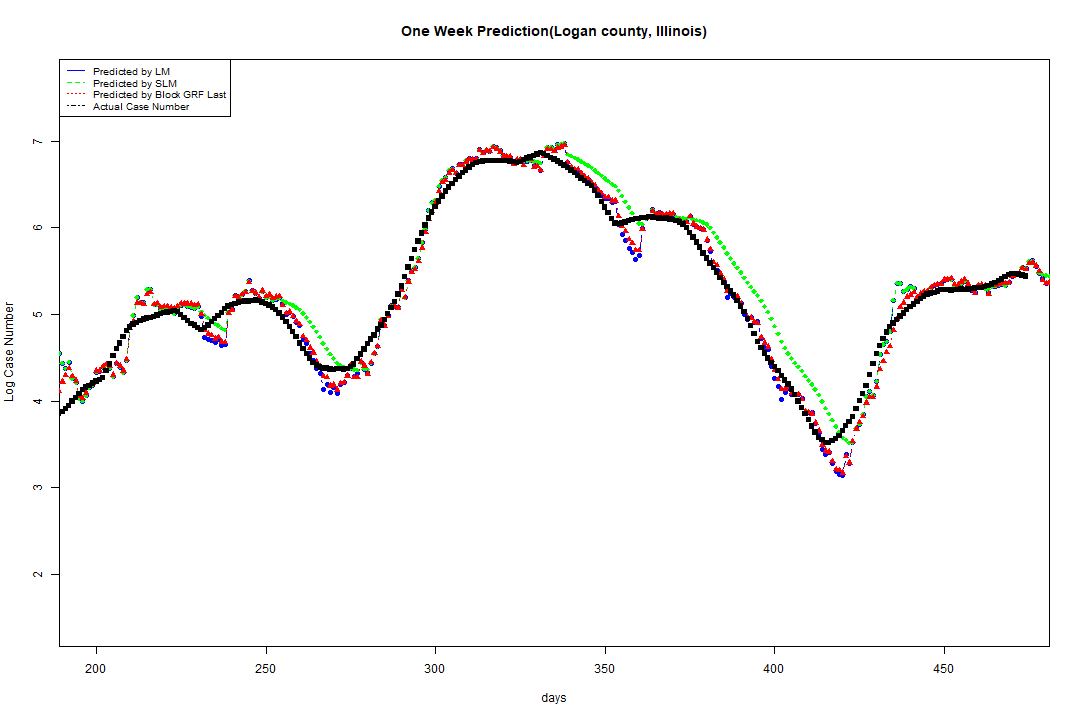 One Week Prediction(Logan county, Illinois)
Predicted by LM
Predicted by SLM
Predicted by Block GRF Last
Actual Case Number
7
6
5
4
3
2
Log Case Number
200 250 300 350 400 450
days